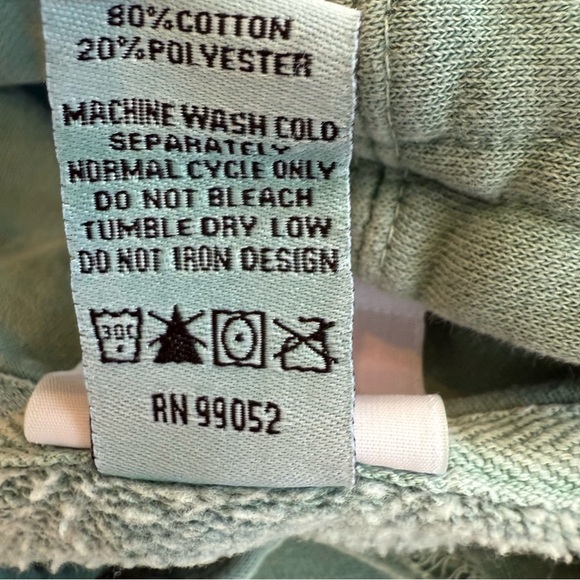 80% COTTON
20% POLYESTER
MACHINE WASH COLD
SEPARATELY
NORMAL CYCLE ONLY
DO NOT BLEACH
TUMBLE DRY LOW
DO NOT IRON DESIGN
30C
RN 99052